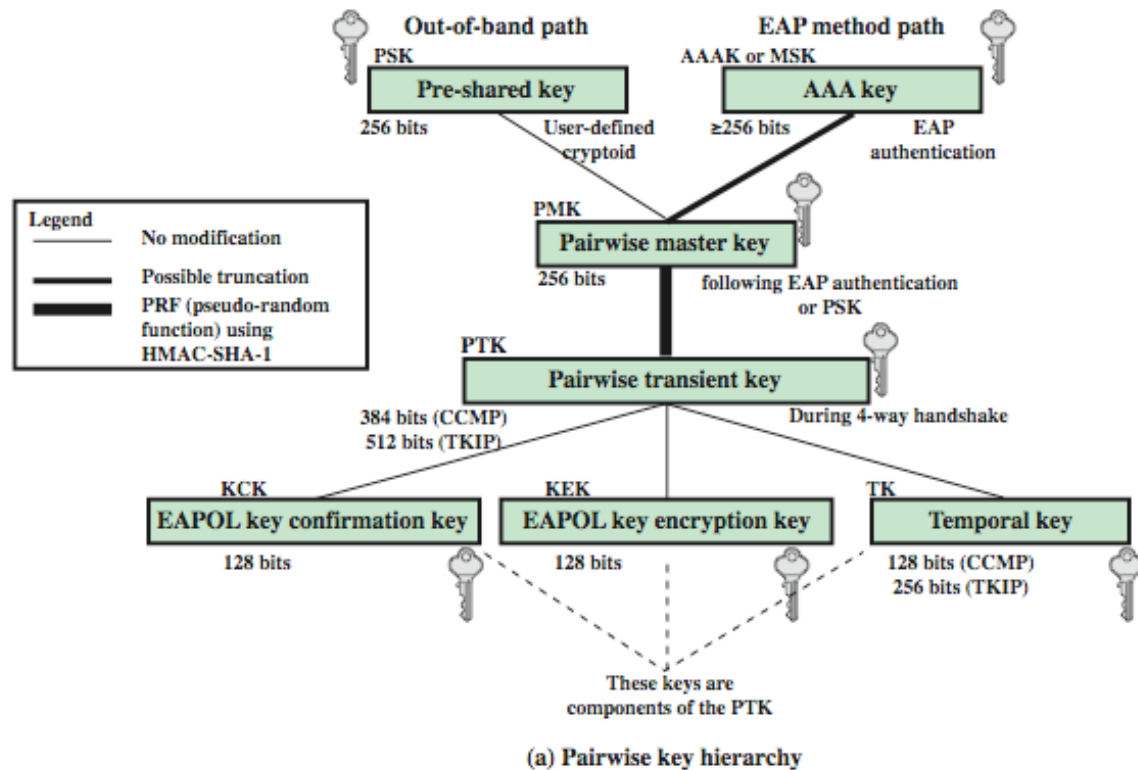 Out-of-band path
EAP method path
PSK
AAAK or MSK
Pre-shared key
AAA key
256 bits
User-defined
cryptoid
≥256 bits
EAP
authentication
Legend
No modification
Possible truncation
PRF (pseudo-random
function) using
HMAC-SHA-1
PMK
Pairwise master key
256 bits
following EAP authentication
or PSK
PTK
Pairwise transient key
384 bits (CCMP)
512 bits (TKIP)
During 4-way handshake
KCK
KEK
TK
EAPOL key confirmation key
EAPOL key encryption key
Temporal key
128 bits
128 bits
128 bits (CCMP)
256 bits (TKIP)
These keys are
components of the PTK
(a) Pairwise key hierarchy